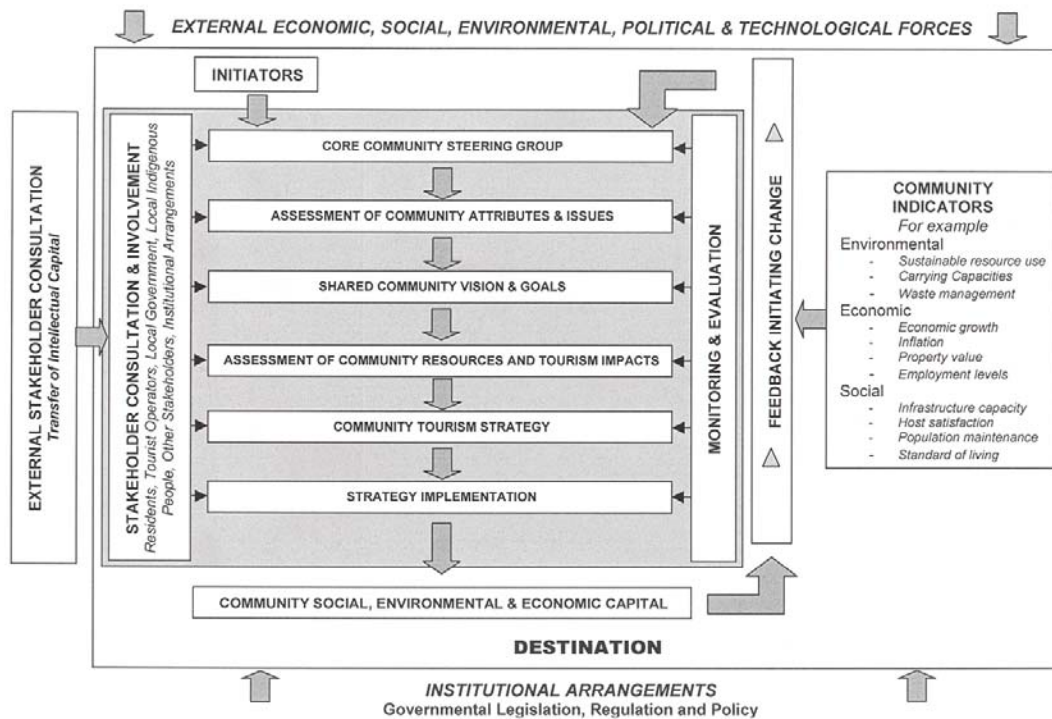 EXTERNAL ECONOMIC, SOCIAL, ENVIRONMENTAL, POLITICAL & TECHNOLOGICAL FORCES
INITIATORS
EXTERNAL STAKEHOLDER CONSULTATION
Transfer of Intellectual Capital
STAKEHOLDER CONSULTATION & INVOLVEMENT
Residents, Tourist Operators, Local Government, Local Indigenous
People, Other Stakeholders, Institutional Arrangements
CORE COMMUNITY STEERING GROUP
ASSESSMENT OF COMMUNITY ATTRIBUTES & ISSUES
SHARED COMMUNITY VISION & GOALS
ASSESSMENT OF COMMUNITY RESOURCES AND TOURISM IMPACTS
COMMUNITY TOURISM STRATEGY
STRATEGY IMPLEMENTATION
MONITORING & EVALUATION
FEEDBACK INITIATING CHANGE
COMMUNITY
INDICATORS
For example
Environmental
- Sustainable resource use
- Carrying Capacities
- Waste management
Economic
- Economic growth
- Inflation
- Property value
- Employment levels
Social
- Infrastructure capacity
- Host satisfaction
- Population maintenance
- Standard of living
COMMUNITY SOCIAL, ENVIRONMENTAL & ECONOMIC CAPITAL
DESTINATION
INSTITUTIONAL ARRANGEMENTS
Governmental Legislation, Regulation and Policy